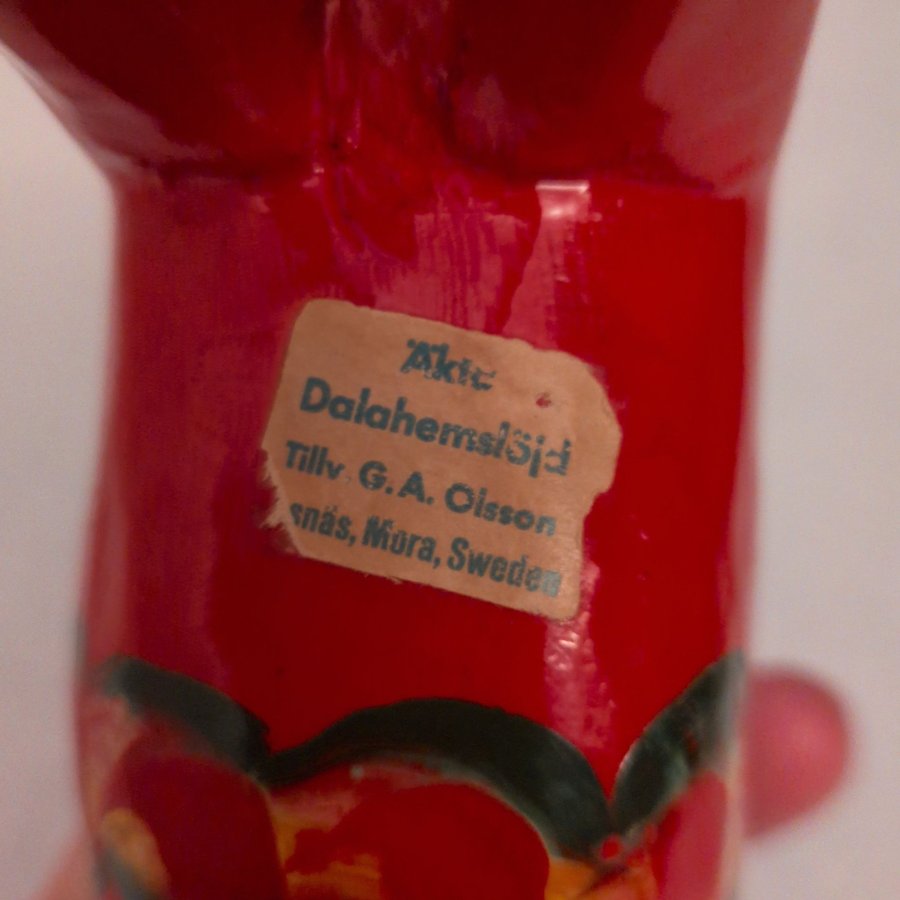 Äkta
Dalahemslöjd
Tillv. G. A. Olsson
snäs, Mora, Sweden